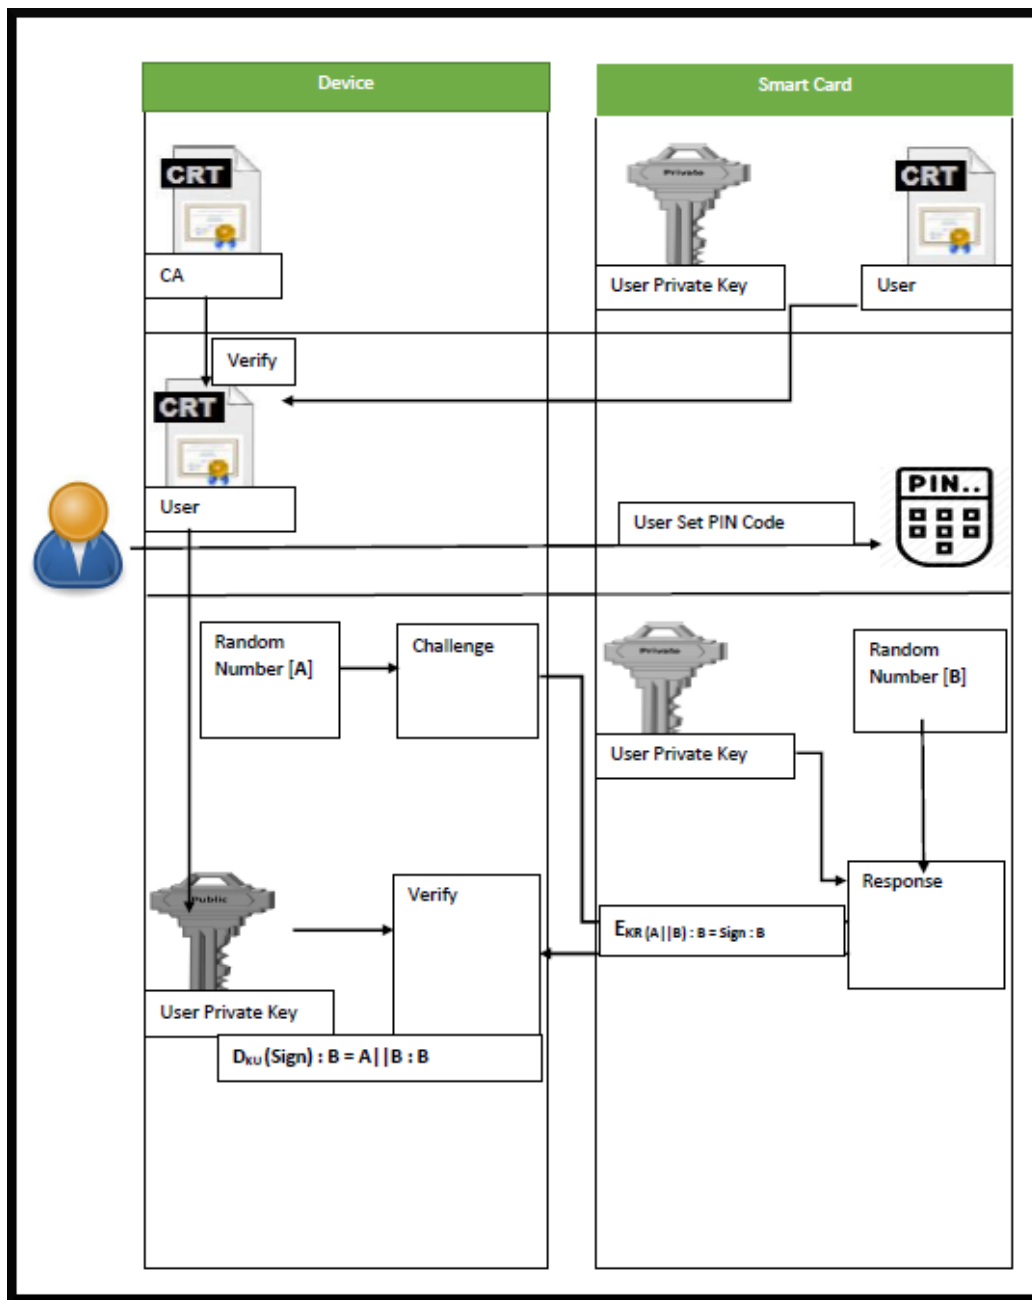 Device
Smart Card
CRT
Private
CRT
CA
User Private Key
User
Verify
CRT
User
User Set PIN Code
PIN..
Random
Number [A]
Challenge
Private
Random
Number [B]
User Private Key
Public
Verify
Response
EKR (A||B) : B = Sign : B
User Private Key
DKU (Sign) : B = A||B : B